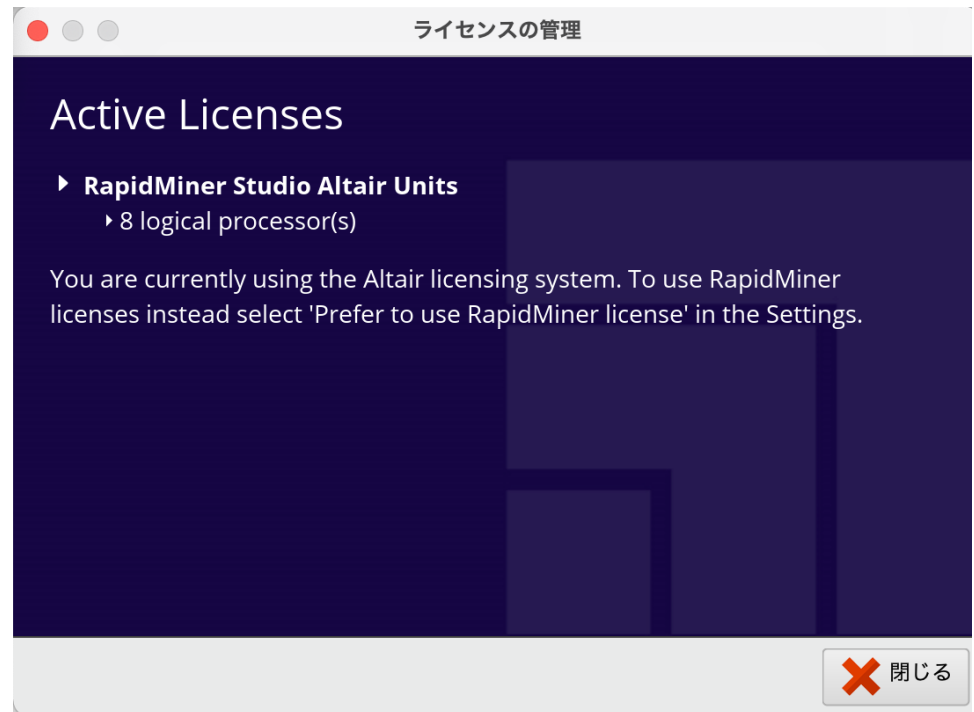 ライセンスの管理
Active Licenses
RapidMiner Studio Altair Units
8 logical processor(s)
You are currently using the Altair licensing system. To use RapidMiner
licenses instead select 'Prefer to use RapidMiner license' in the Settings.
閉じる